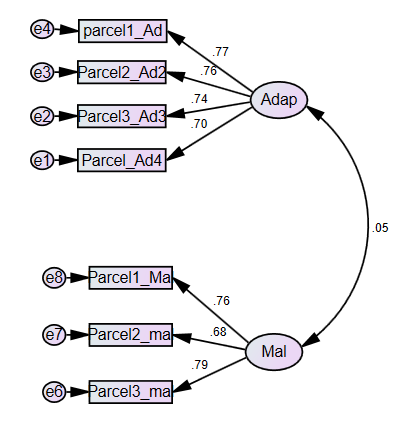 e4 parcel1_Ad .77
e3 Parcel2_Ad2 .76
Adap
e2 Parcel3_Ad3 .74
e1 Parcel_Ad4 .70
.05
e8 Parcel1_Ma .76
e7 Parcel2_ma .68
Mal
e6 Parcel3_ma .79